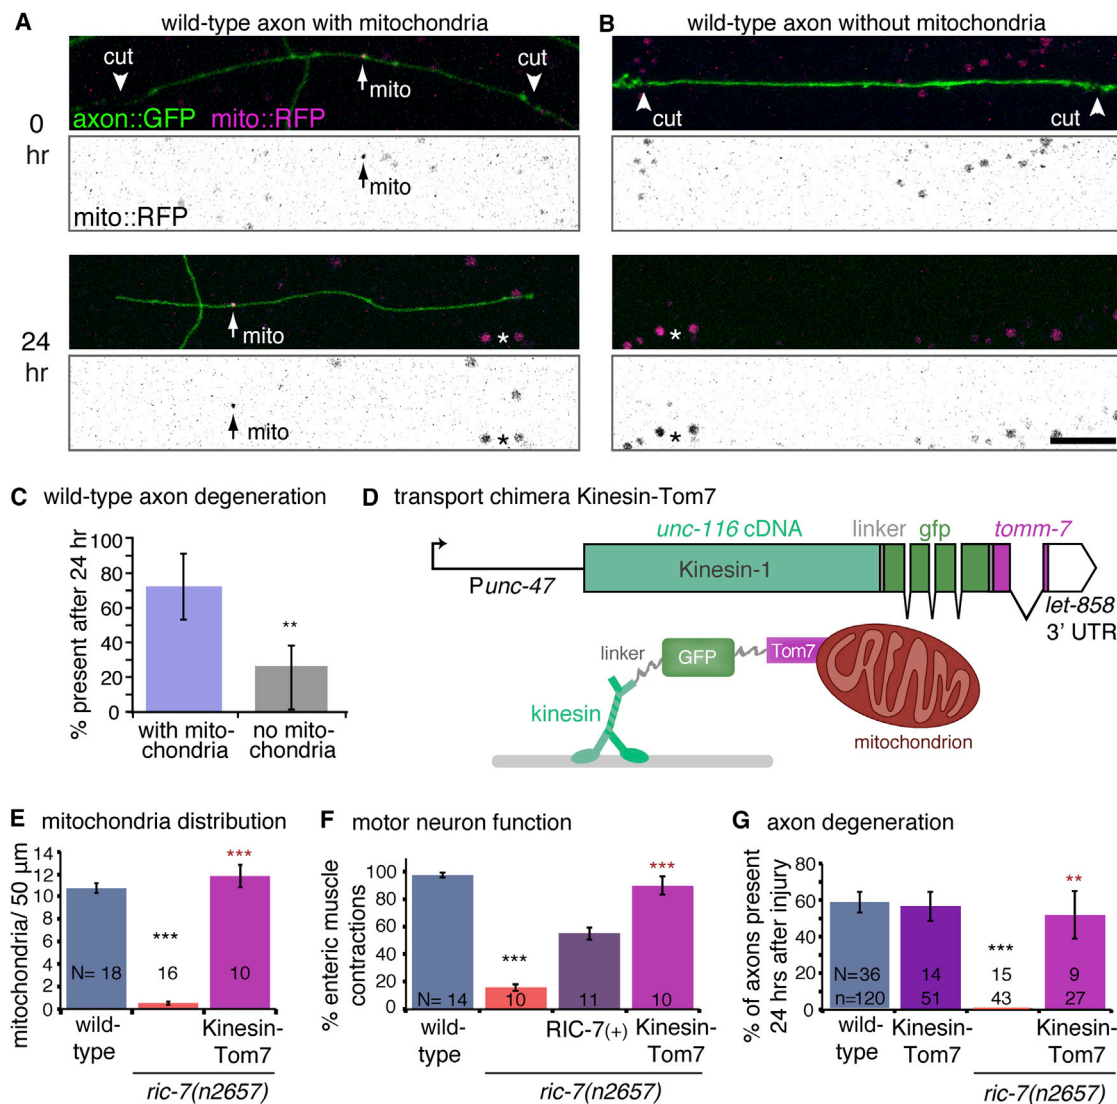 A wild-type axon with mitochondria
cut
cut
mito
axon::GFP mito::RFP
0
hr
mito
mito::RFP
mito
*
24
hr
mito
*
B wild-type axon without mitochondria
cut
cut
*
*
C wild-type axon degeneration
% present after 24 hr
100
80
60
40
20
0
**
with mito-
chondria
no mito-
chondria
D transport chimera Kinesin-Tom7
unc-116 cDNA
linker
gfp
tomm-7
Kinesin-1
Punc-47
let-858
3' UTR
linker
GFP
Tom7
kinesin
mitochondrion
E mitochondria distribution
mitochondria/ 50 µm
14
12
10
8
6
4
2
0
***
***
N= 18
16
10
wild-
type
Kinesin-
Tom7
ric-7(n2657)
F motor neuron function
% enteric muscle
contractions
100
80
60
40
20
0
***
***
N= 14
10
11
10
wild-
type
RIC-7(+)
Kinesin-
Tom7
ric-7(n2657)
G axon degeneration
% of axons present
24 hrs after injury
80
60
40
20
0
**
***
N=36 14 15 9
n=120 51 43 27
wild-
type
Kinesin-
Tom7
Kinesin-
Tom7
ric-7(n2657)